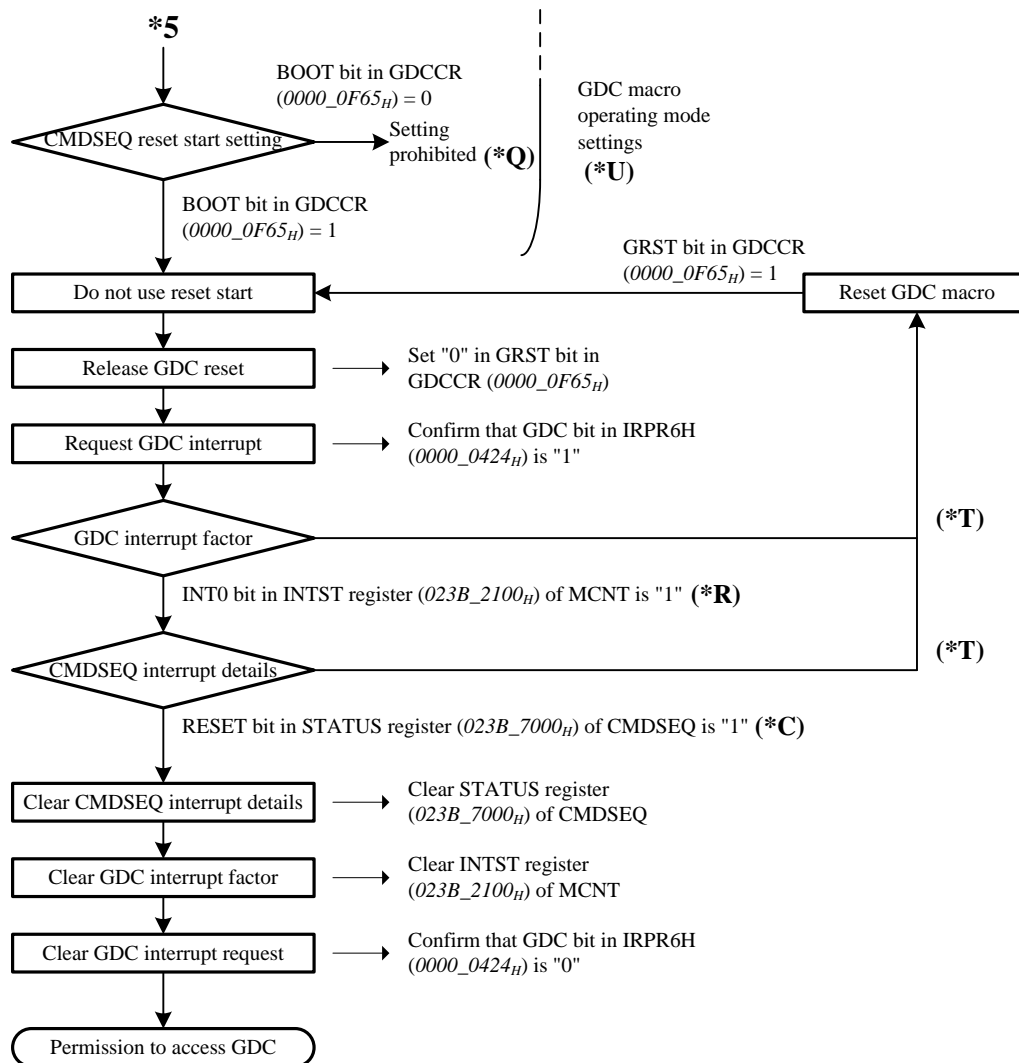 *5
BOOT bit in GDCCR
(0000_0F65H) = 0
GDC macro
operating mode
settings
(*U)
CMDSEQ reset start setting
Setting
prohibited (*Q)
BOOT bit in GDCCR
(0000_0F65H) = 1
GRST bit in GDCCR
(0000_0F65H) = 1
Do not use reset start
Reset GDC macro
Release GDC reset
Set "0" in GRST bit in
GDCCR (0000_0F65H)
Request GDC interrupt
Confirm that GDC bit in IRPR6H
(0000_0424H) is "1"
GDC interrupt factor
(*T)
INT0 bit in INTST register (023B_2100H) of MCNT is "1" (*R)
CMDSEQ interrupt details
(*T)
RESET bit in STATUS register (023B_7000H) of CMDSEQ is "1" (*C)
Clear CMDSEQ interrupt details
Clear STATUS register
(023B_7000H) of CMDSEQ
Clear GDC interrupt factor
Clear INTST register
(023B_2100H) of MCNT
Clear GDC interrupt request
Confirm that GDC bit in IRPR6H
(0000_0424H) is "0"
Permission to access GDC